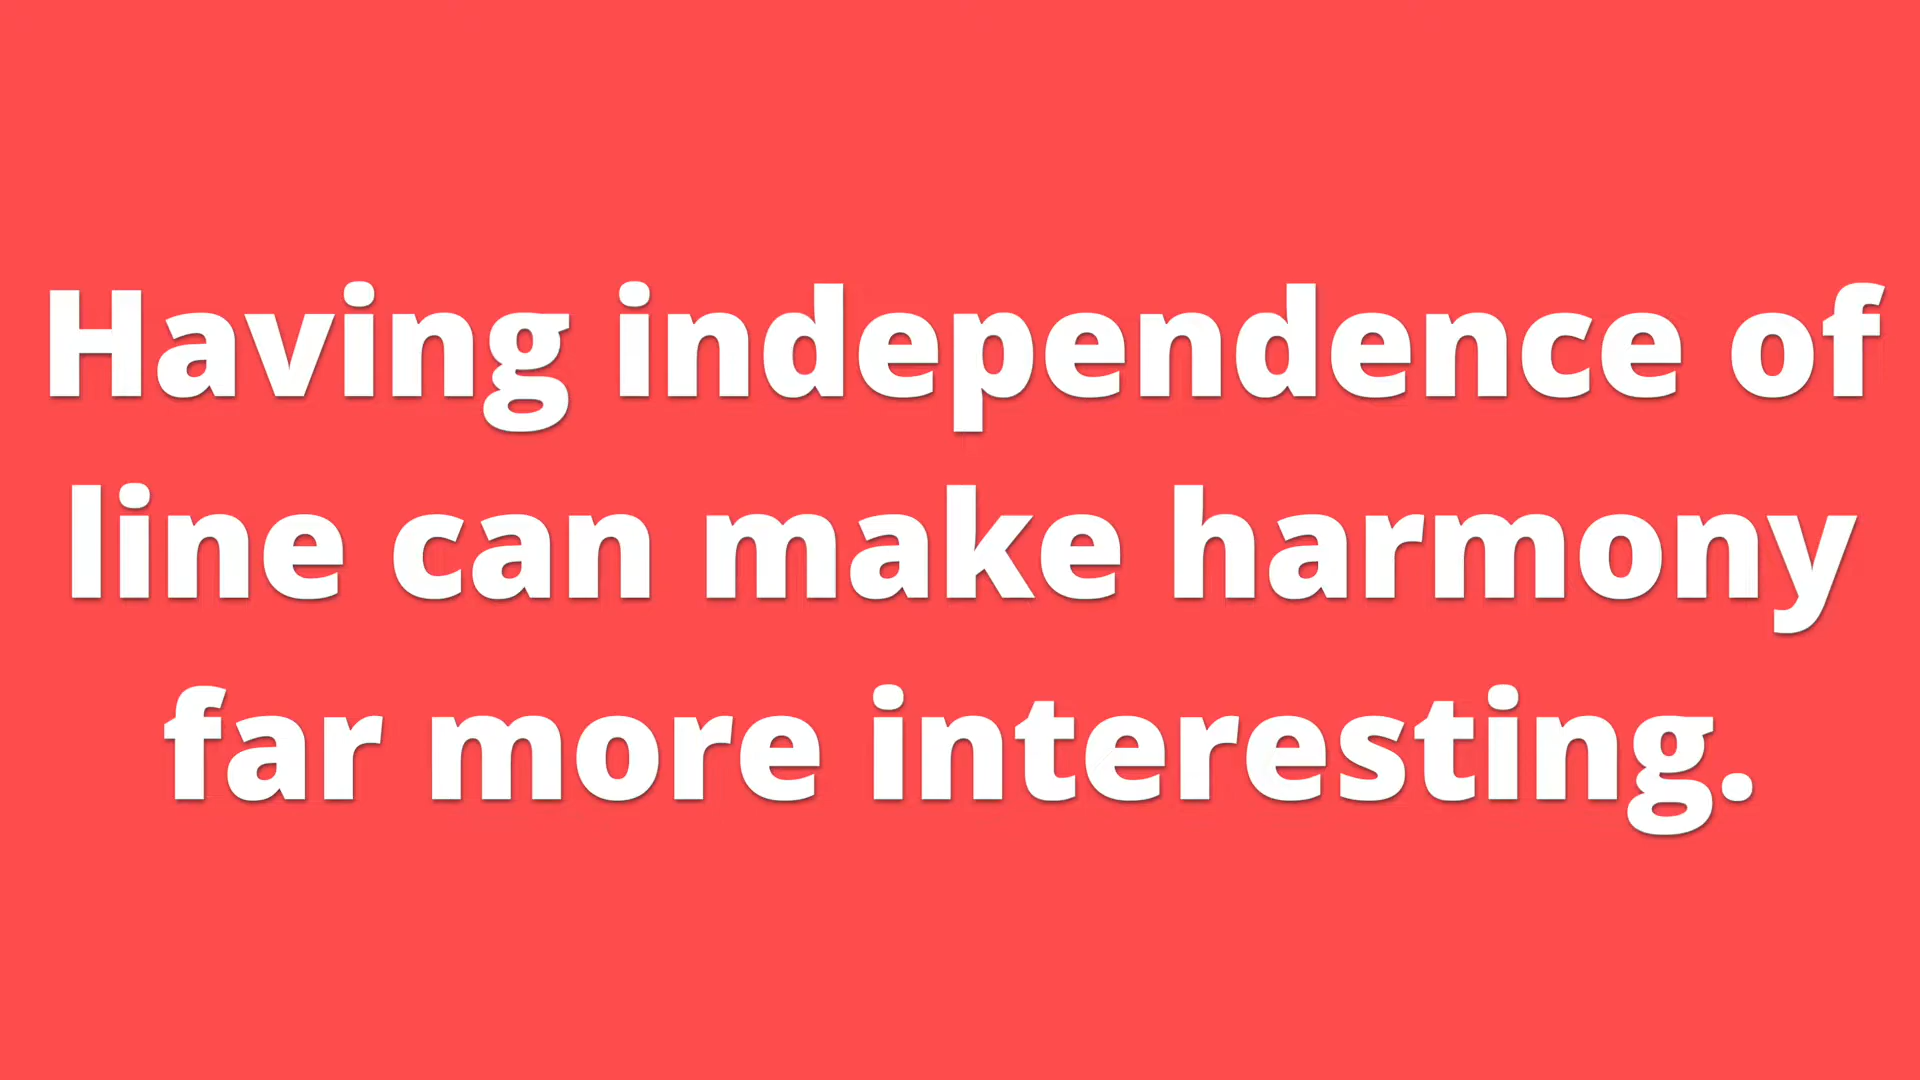 Having independence of
line can make harmony
far more interesting.